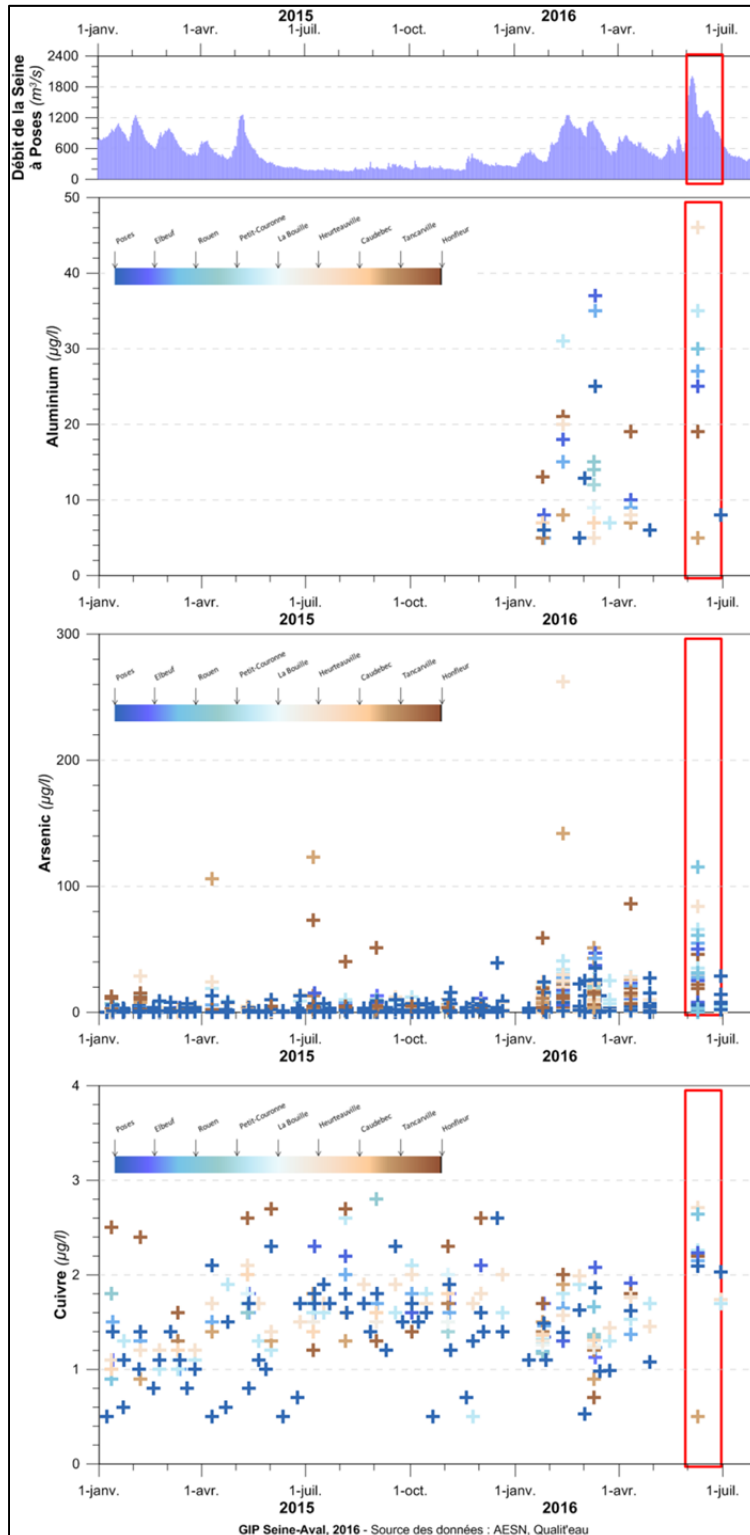 2015 2016
1-janv. 1-avr. 1-juil. 1-oct. 1-janv. 1-avr. 1-juil.
Débit de la Seine
à Poses (m³/s)
2400
1800
1200
600
0
Aluminium (µg/l)
50
40
30
20
10
0
Poses Elbeuf Rouen Petit-Couronne La Bouille Heurteauville Caudebec Tancarville Honfleur
1-janv. 1-avr. 1-juil. 1-oct. 1-janv. 1-avr. 1-juil.
2015 2016
Arsenic (µg/l)
300
200
100
0
Poses Elbeuf Rouen Petit-Couronne La Bouille Heurteauville Caudebec Tancarville Honfleur
1-janv. 1-avr. 1-juil. 1-oct. 1-janv. 1-avr. 1-juil.
2015 2016
Cuivre (µg/l)
4
3
2
1
0
Poses Elbeuf Rouen Petit-Couronne La Bouille Heurteauville Caudebec Tancarville Honfleur
1-janv. 1-avr. 1-juil. 1-oct. 1-janv. 1-avr. 1-juil.
2015 2016
GIP Seine-Aval, 2016 - Source des données : AESN, Qualit'eau